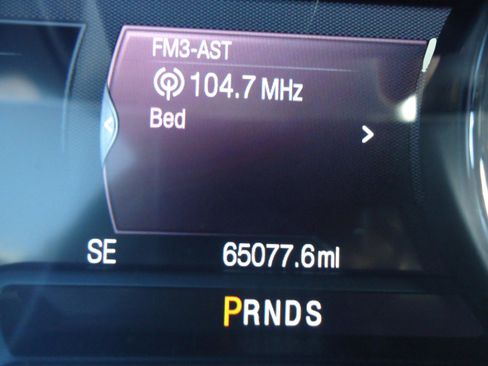 FM3-AST
104.7 MHz
Bed
SE 65077.6mi
PRNDS